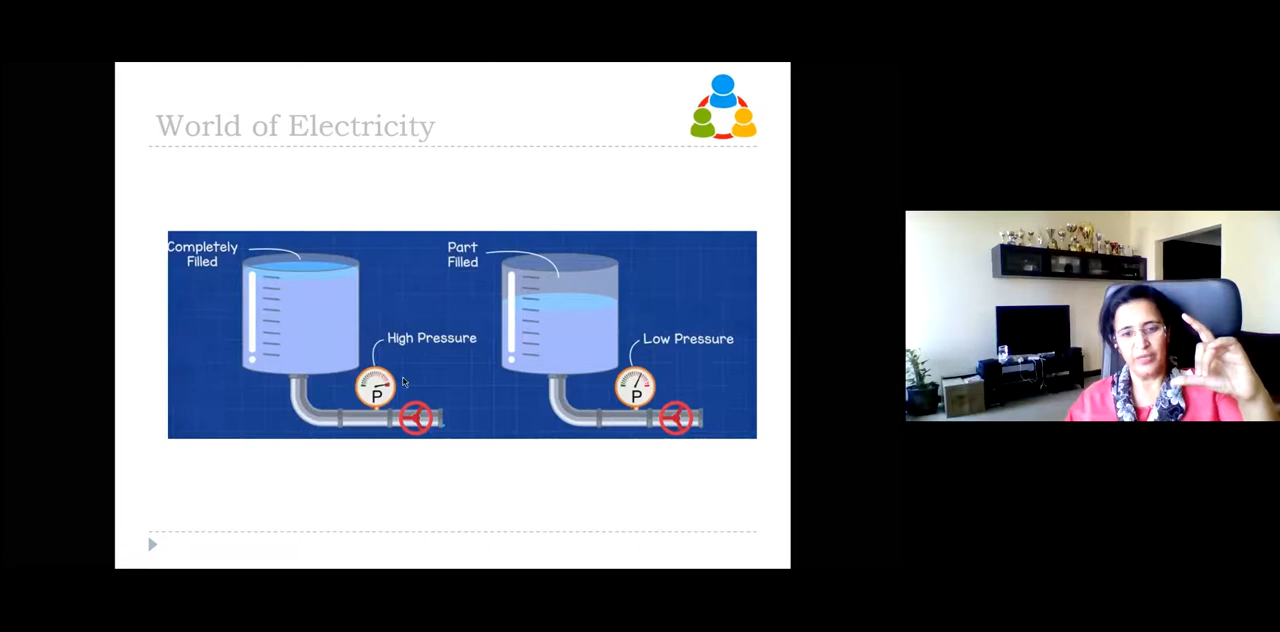 World of Electricity
Completely
Filled
Part
Filled
High Pressure
Low Pressure
P
P